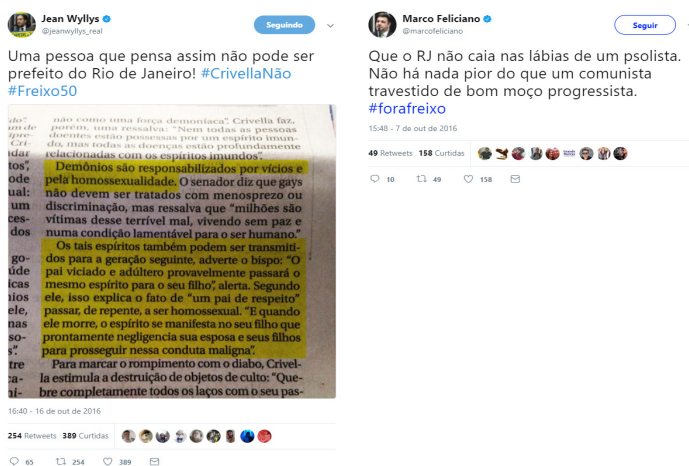 Jean Wyllys
@jeanwyllys_real
Seguindo
Uma pessoa que pensa assim não pode ser
prefeito do Rio de Janeiro! #CrivellaNão
#Freixo50
não como uma força demoníaca". Crivella faz,
porém, uma ressalva: "Nem todas as pessoas
doentes estão possessas por um espírito imun-
do, mas todas as doenças estão diretamente
relacionadas com os espíritos imundos".
Demônios são responsabilizados por vícios e
pela homossexualidade. O senador diz que gays
não devem ser tratados com menosprezo ou
discriminação, mas ressalva que "milhões são
vítimas desse terrível mal, vivendo sem paz e
numa condição lamentável para o ser humano."
Os tais espíritos também podem ser transmiti-
dos para a geração seguinte, adverte o bispo: "O
pai viciado e adúltero provavelmente passará o
mesmo espírito para o seu filho", alerta. Segundo
ele, isso explica o fato de "um pai de respeito"
passar, de repente, a ser homossexual. "E quando
ele morre, o espírito se manifesta no seu filho que
prontamente negligencia sua esposa e seus filhos
para prosseguir nessa conduta maligna".
Para marcar o rompimento com o diabo, Crivel-
la estimula a destruição de objetos de culto: "Que-
bre completamente todos os laços com o seu pas-
16:40 - 16 de out de 2016
254 Retweets 389 Curtidas
65 254 389
Marco Feliciano
@marcofeliciano
Seguir
Que o RJ não caia nas lábias de um psolista.
Não há nada pior do que um comunista
travestido de bom moço progressista.
#forafreixo
15:48 - 7 de out de 2016
49 Retweets 158 Curtidas
10 49 158